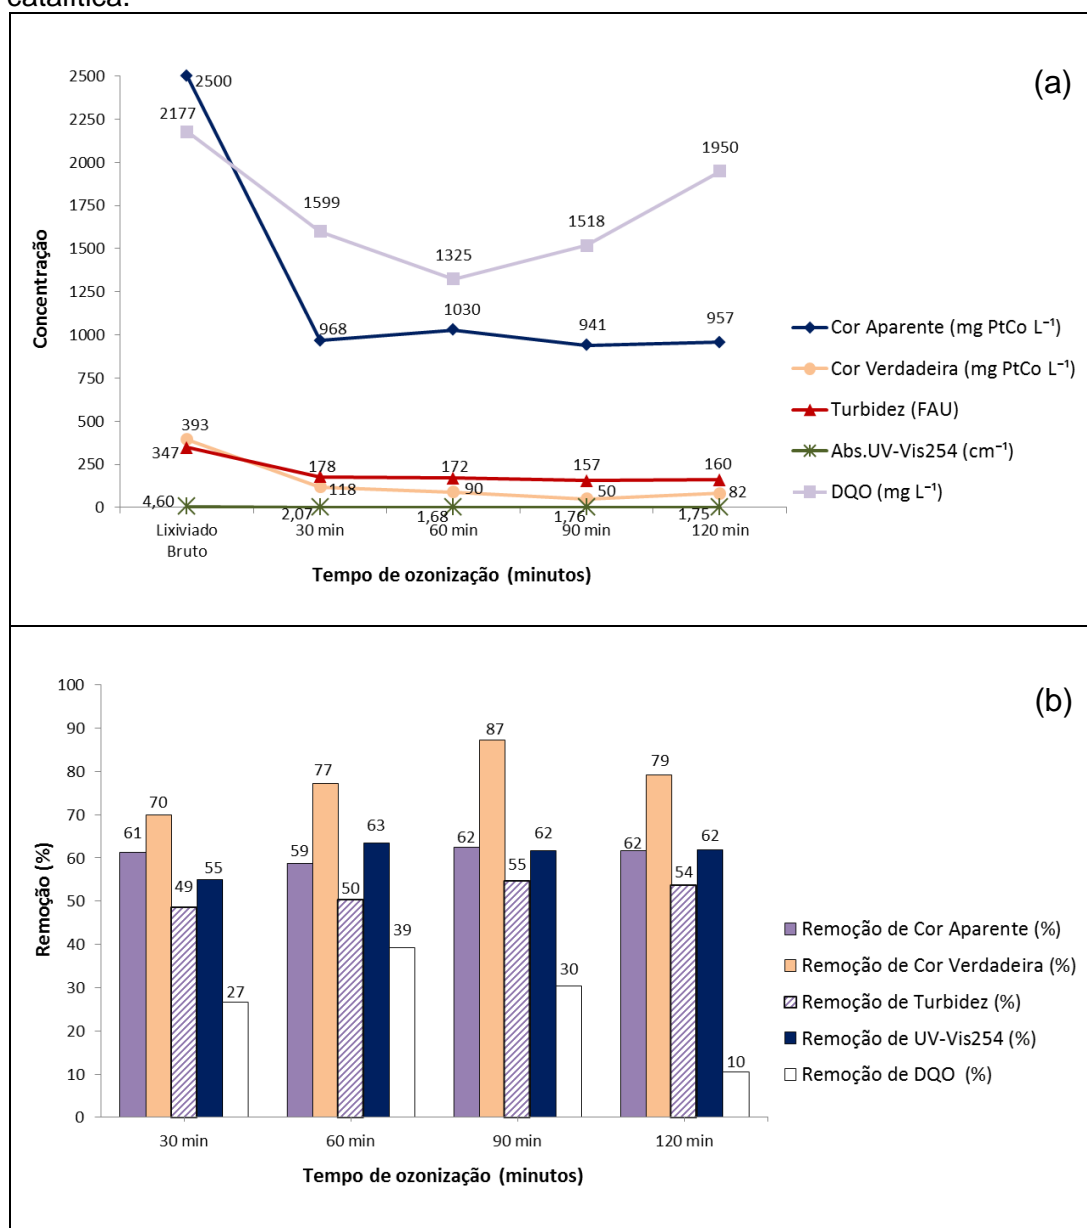 catalítica.
(a)
2500
2250
2000
1750
1500
1250
1000
750
500
250
0
Concentração
2500
2177
1599
1325
1518
1950
968
1030
941
957
393
347
178
172
157
160
118
90
50
82
4,60
2,07
1,68
1,76
1,75
Lixiviado
Bruto
30 min
60 min
90 min
120 min
Tempo de ozonização (minutos)
Cor Aparente (mg PtCo L⁻¹)
Cor Verdadeira (mg PtCo L⁻¹)
Turbidez (FAU)
Abs.UV-Vis254 (cm⁻¹)
DQO (mg L⁻¹)
(b)
100
90
80
70
60
50
40
30
20
10
0
Remoção (%)
61
70
49
55
27
59
77
50
63
39
62
87
55
62
30
62
79
54
62
10
30 min
60 min
90 min
120 min
Tempo de ozonização (minutos)
Remoção de Cor Aparente (%)
Remoção de Cor Verdadeira (%)
Remoção de Turbidez (%)
Remoção de UV-Vis254 (%)
Remoção de DQO (%)